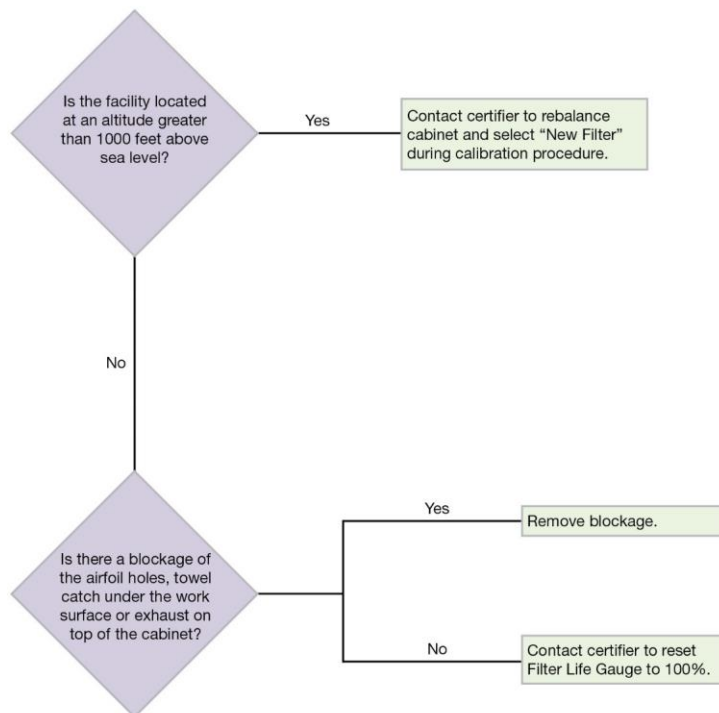 Is the facility located
at an altitude greater
than 1000 feet above
sea level?
Yes
Contact certifier to rebalance
cabinet and select “New Filter”
during calibration procedure.
No
Is there a blockage of
the airfoil holes, towel
catch under the work
surface or exhaust on
top of the cabinet?
Yes
Remove blockage.
No
Contact certifier to reset
Filter Life Gauge to 100%.